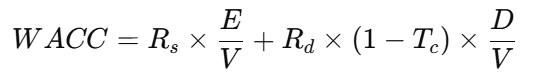 WACC = R_s × E/V + R_d × (1 − T_c) × D/V